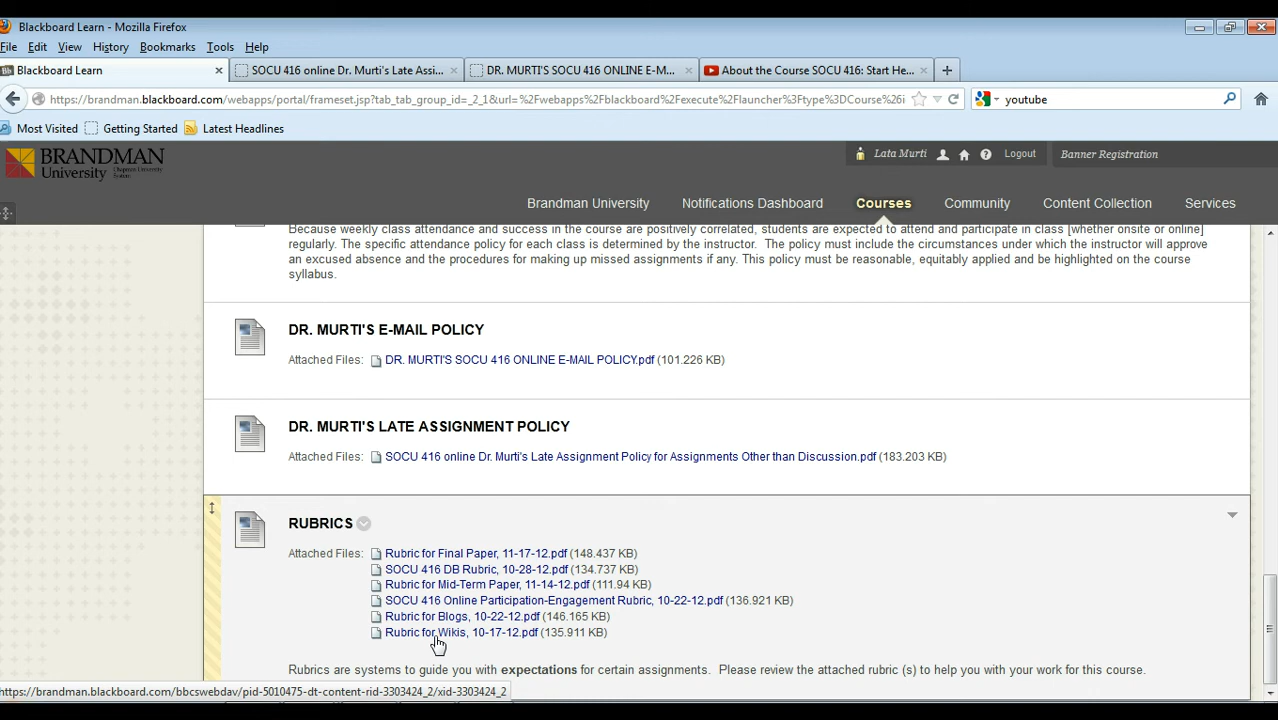 Blackboard Learn - Mozilla Firefox
File Edit View History Bookmarks Tools Help
Blackboard Learn × SOCU 416 online Dr. Murti's Late Assi... × DR. MURTI'S SOCU 416 ONLINE E-M... × About the Course SOCU 416: Start He... × +
https://brandman.blackboard.com/webapps/portal/frameset.jsp?tab_tab_group_id=_2_1&url=%2Fwebapps%2Fblackboard%2Fexecute%2Flauncher%3Ftype%3DCourse%26i youtube
Most Visited Getting Started Latest Headlines
BRANDMAN
University Chapman University System
Lata Murti Logout Banner Registration
Brandman University Notifications Dashboard Courses Community Content Collection Services
Because weekly class attendance and success in the course are positively correlated, students are expected to attend and participate in class [whether onsite or online]
regularly. The specific attendance policy for each class is determined by the instructor. The policy must include the circumstances under which the instructor will approve
an excused absence and the procedures for making up missed assignments if any. This policy must be reasonable, equitably applied and be highlighted on the course
syllabus.
DR. MURTI'S E-MAIL POLICY
Attached Files: DR. MURTI'S SOCU 416 ONLINE E-MAIL POLICY.pdf (101.226 KB)
DR. MURTI'S LATE ASSIGNMENT POLICY
Attached Files: SOCU 416 online Dr. Murti's Late Assignment Policy for Assignments Other than Discussion.pdf (183.203 KB)
RUBRICS
Attached Files: Rubric for Final Paper, 11-17-12.pdf (148.437 KB)
SOCU 416 DB Rubric, 10-28-12.pdf (134.737 KB)
Rubric for Mid-Term Paper, 11-14-12.pdf (111.94 KB)
SOCU 416 Online Participation-Engagement Rubric, 10-22-12.pdf (136.921 KB)
Rubric for Blogs, 10-22-12.pdf (146.165 KB)
Rubric for Wikis, 10-17-12.pdf (135.911 KB)
Rubrics are systems to guide you with expectations for certain assignments. Please review the attached rubric (s) to help you with your work for this course.
https://brandman.blackboard.com/bbcswebdav/pid-5010475-dt-content-rid-3303424_2/xid-3303424_2